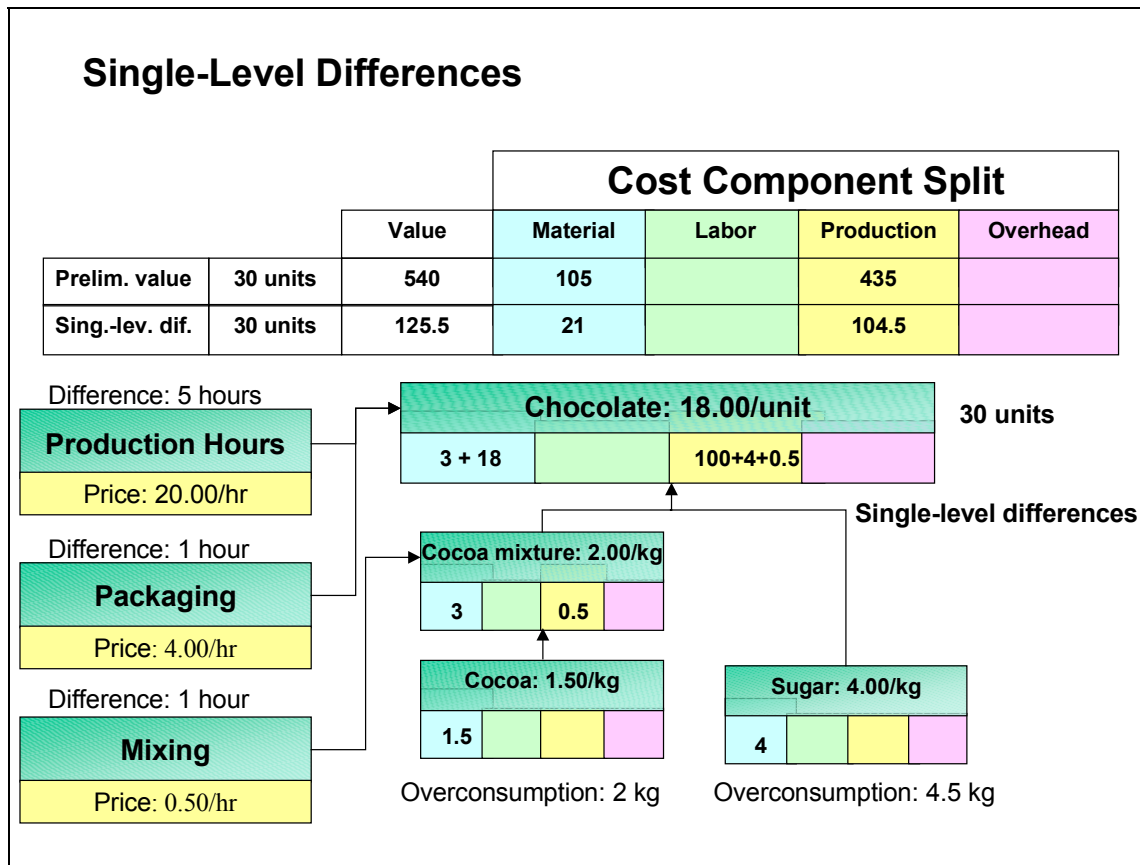 Single-Level Differences
Cost Component Split
Value Material Labor Production Overhead
Prelim. value 30 units 540 105 435
Sing.-lev. dif. 30 units 125.5 21 104.5
Difference: 5 hours
Production Hours
Price: 20.00/hr
Chocolate: 18.00/unit
30 units
3 + 18 100+4+0.5
Single-level differences
Difference: 1 hour
Packaging
Price: 4.00/hr
Cocoa mixture: 2.00/kg
3 0.5
Difference: 1 hour
Mixing
Price: 0.50/hr
Cocoa: 1.50/kg
1.5
Overconsumption: 2 kg
Sugar: 4.00/kg
4
Overconsumption: 4.5 kg